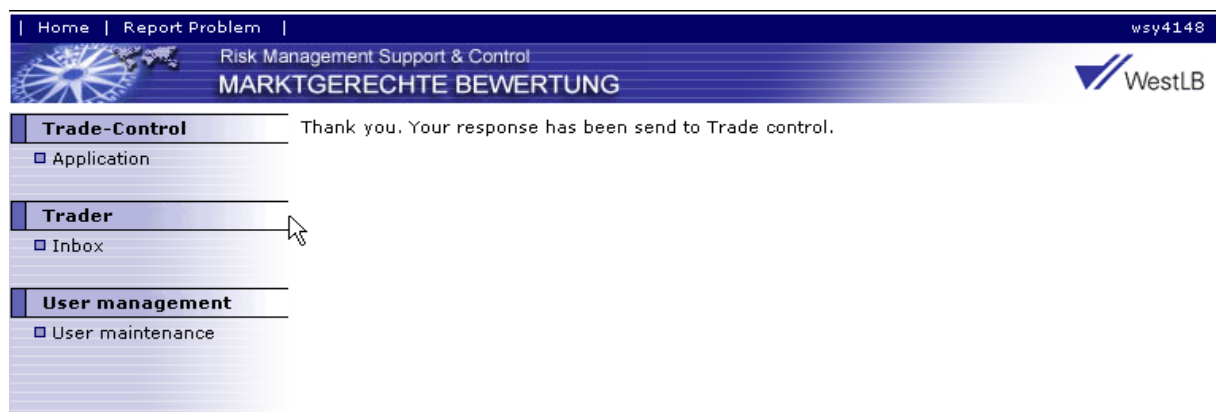 | Home | Report Problem | wsy4148
Risk Management Support & Control
MARKTGERECHTE BEWERTUNG
WestLB
Trade-Control
Thank you. Your response has been send to Trade control.
Application
Trader
Inbox
User management
User maintenance